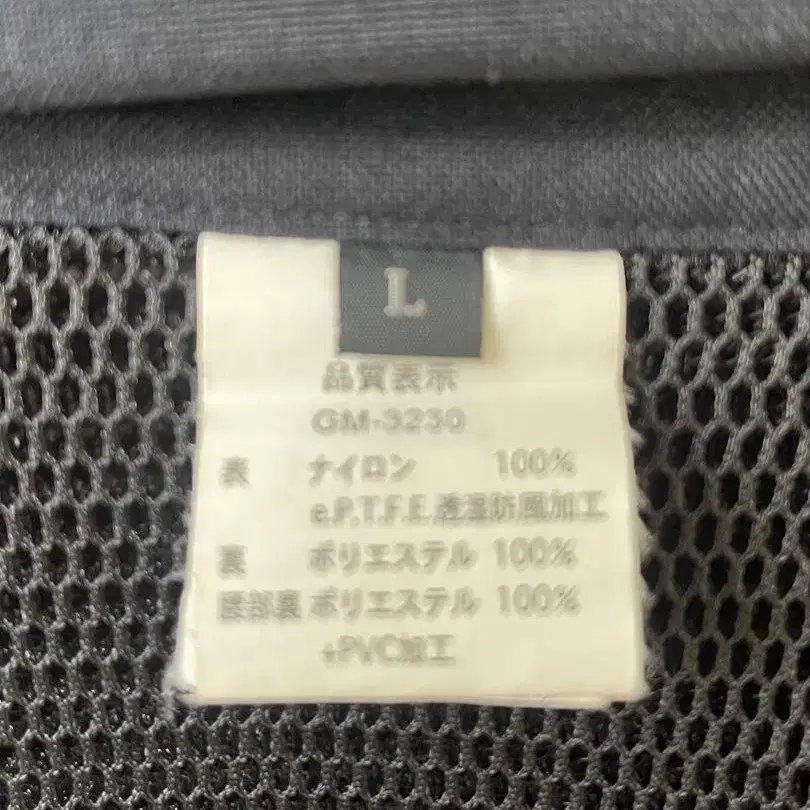 L
品質表示
GM-3230
表 ナイロン 100%
e.P.T.F.E.透湿防風加工
裏 ポリエステル 100%
腰部裏 ポリエステル 100%
+PVC加工